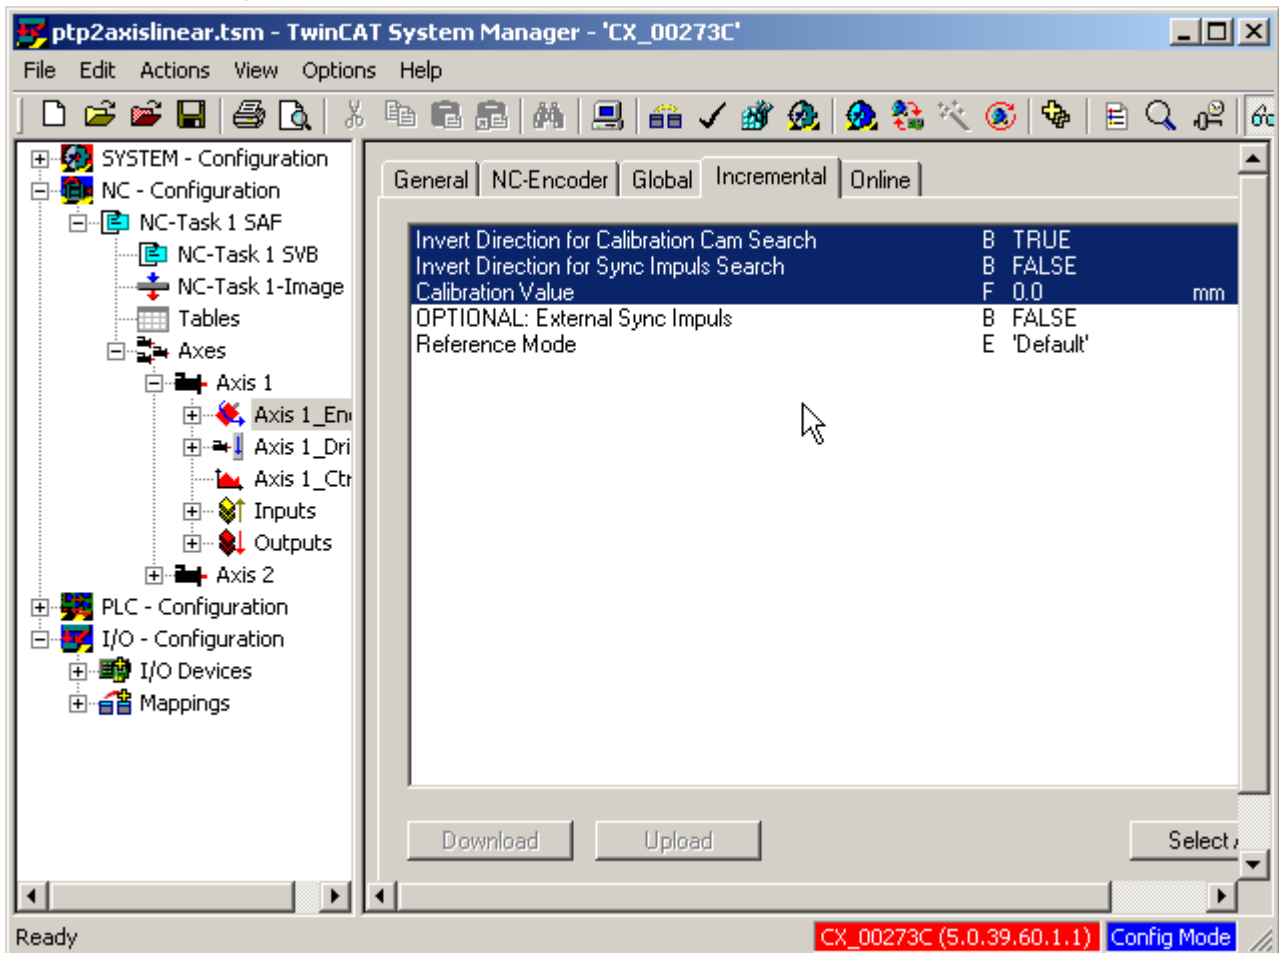 ptp2axislinear.tsm - TwinCAT System Manager - 'CX_00273C'
File Edit Actions View Options Help
SYSTEM - Configuration
NC - Configuration
NC-Task 1 SAF
NC-Task 1 SVB
NC-Task 1-Image
Tables
Axes
Axis 1
Axis 1_En
Axis 1_Dri
Axis 1_Ctr
Inputs
Outputs
Axis 2
PLC - Configuration
I/O - Configuration
I/O Devices
Mappings
General NC-Encoder Global Incremental Online
Invert Direction for Calibration Cam Search B TRUE
Invert Direction for Sync Impuls Search B FALSE
Calibration Value F 0.0 mm
OPTIONAL: External Sync Impuls B FALSE
Reference Mode E 'Default'
Download Upload Select
Ready CX_00273C (5.0.39.60.1.1) Config Mode